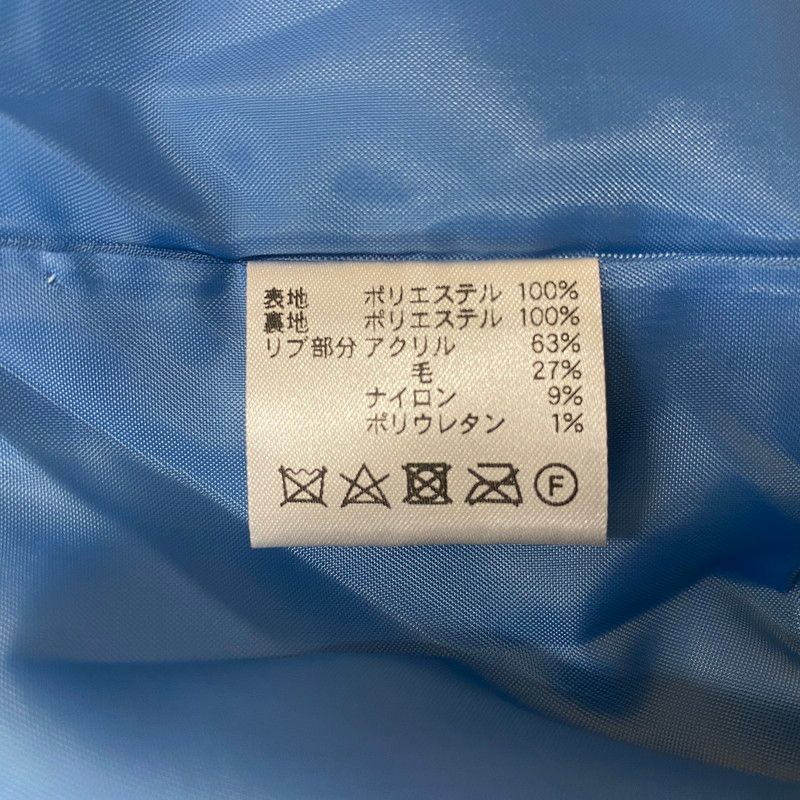 表地 ポリエステル 100%
裏地 ポリエステル 100%
リブ部分 アクリル 63%
毛 27%
ナイロン 9%
ポリウレタン 1%
F